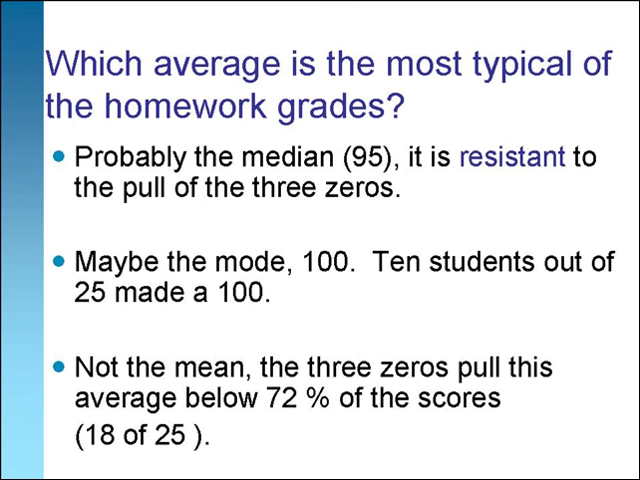 Which average is the most typical of
the homework grades?
Probably the median (95), it is resistant to
the pull of the three zeros.
Maybe the mode, 100.  Ten students out of
25 made a 100.
Not the mean, the three zeros pull this
average below 72 % of the scores
(18 of 25 ).